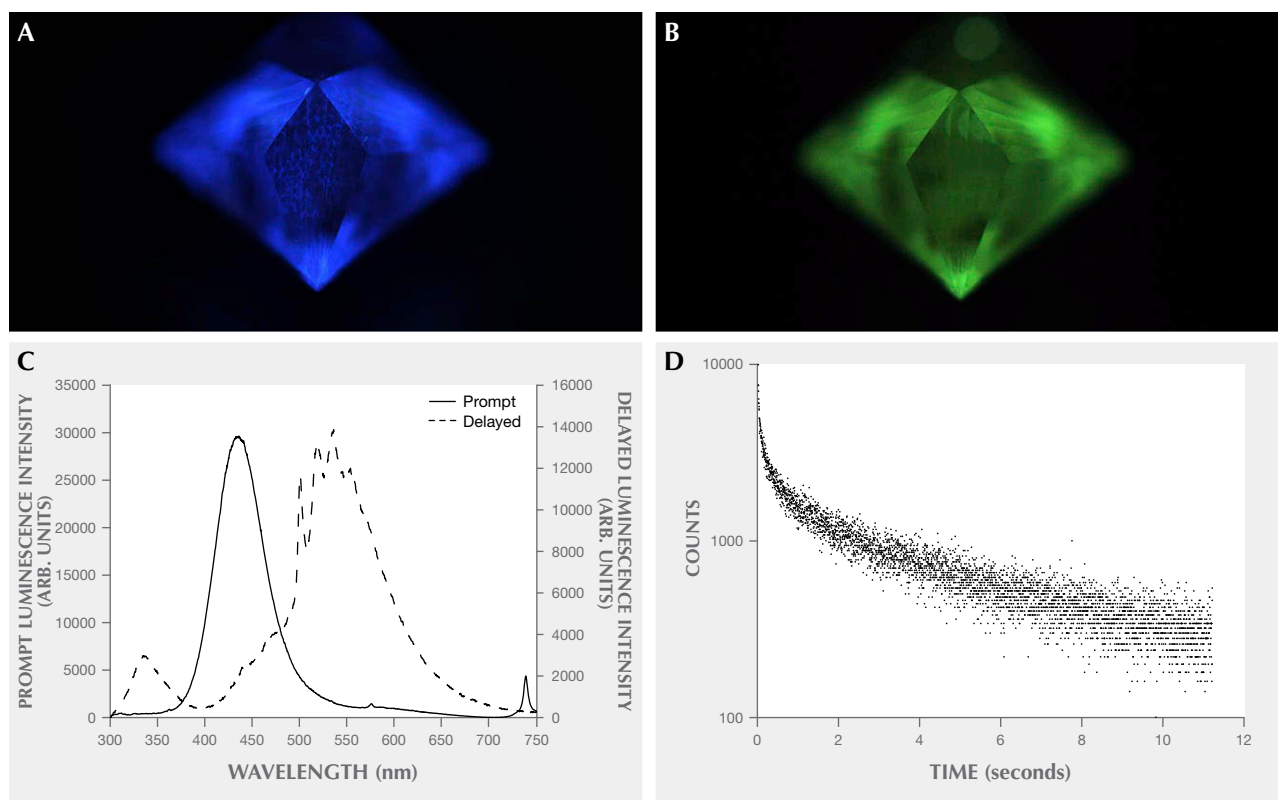 A
B
C
35000
30000
25000
20000
15000
10000
5000
0
PROMPT LUMINESCENCE INTENSITY
(ARB. UNITS)
300
350
400
450
500
550
600
650
700
750
WAVELENGTH (nm)
Prompt
Delayed
16000
14000
12000
10000
8000
6000
4000
2000
0
DELAYED LUMINESCENCE INTENSITY
(ARB. UNITS)
D
10000
1000
100
COUNTS
0
2
4
6
8
10
12
TIME (seconds)